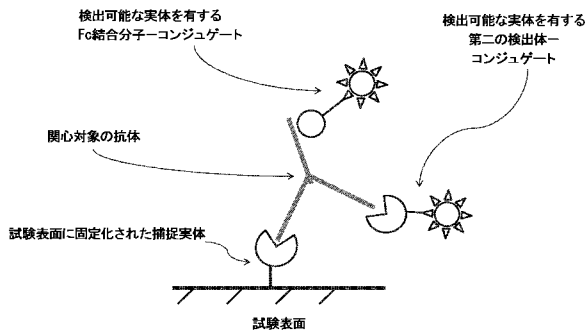 検出可能な実体を有する
Fc結合分子ーコンジュゲート
検出可能な実体を有する
第二の検出体ー
コンジュゲート
関心対象の抗体
試験表面に固定化された捕捉実体
試験表面